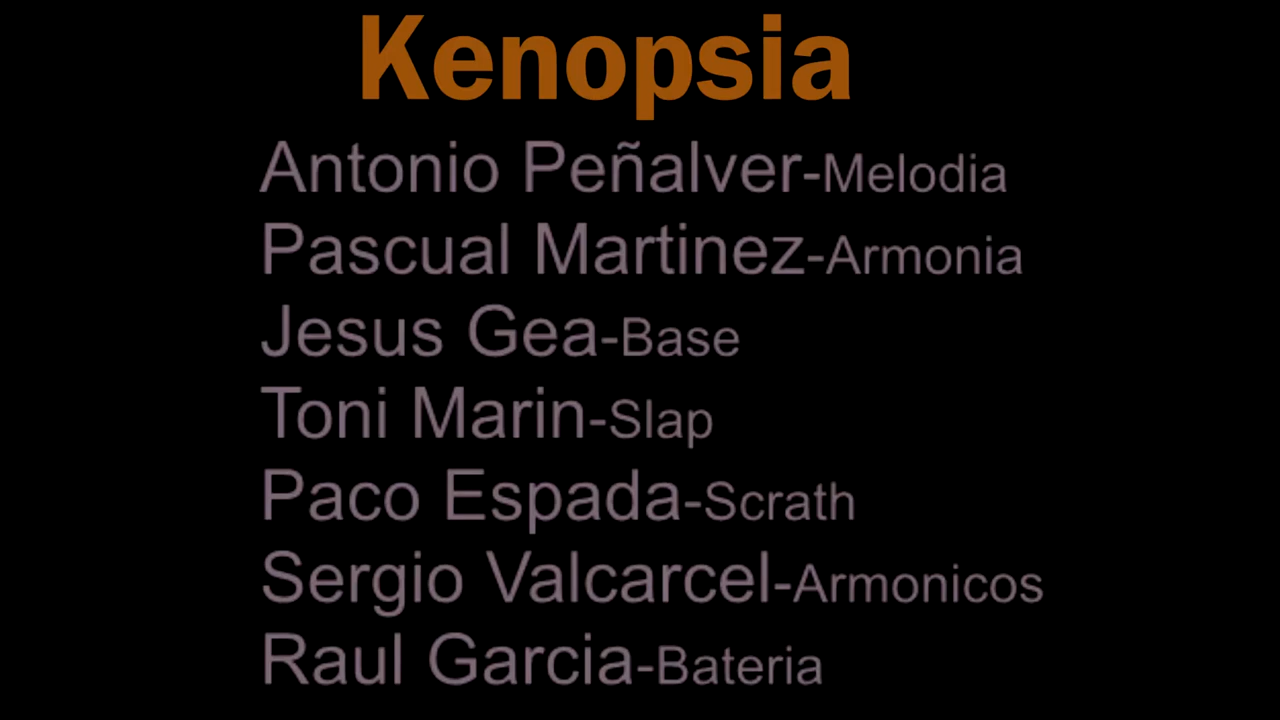 Kenopsia
Antonio Peñalver-Melodia
Pascual Martinez-Armonia
Jesus Gea-Base
Toni Marin-Slap
Paco Espada-Scrath
Sergio Valcarcel-Armonicos
Raul Garcia-Bateria